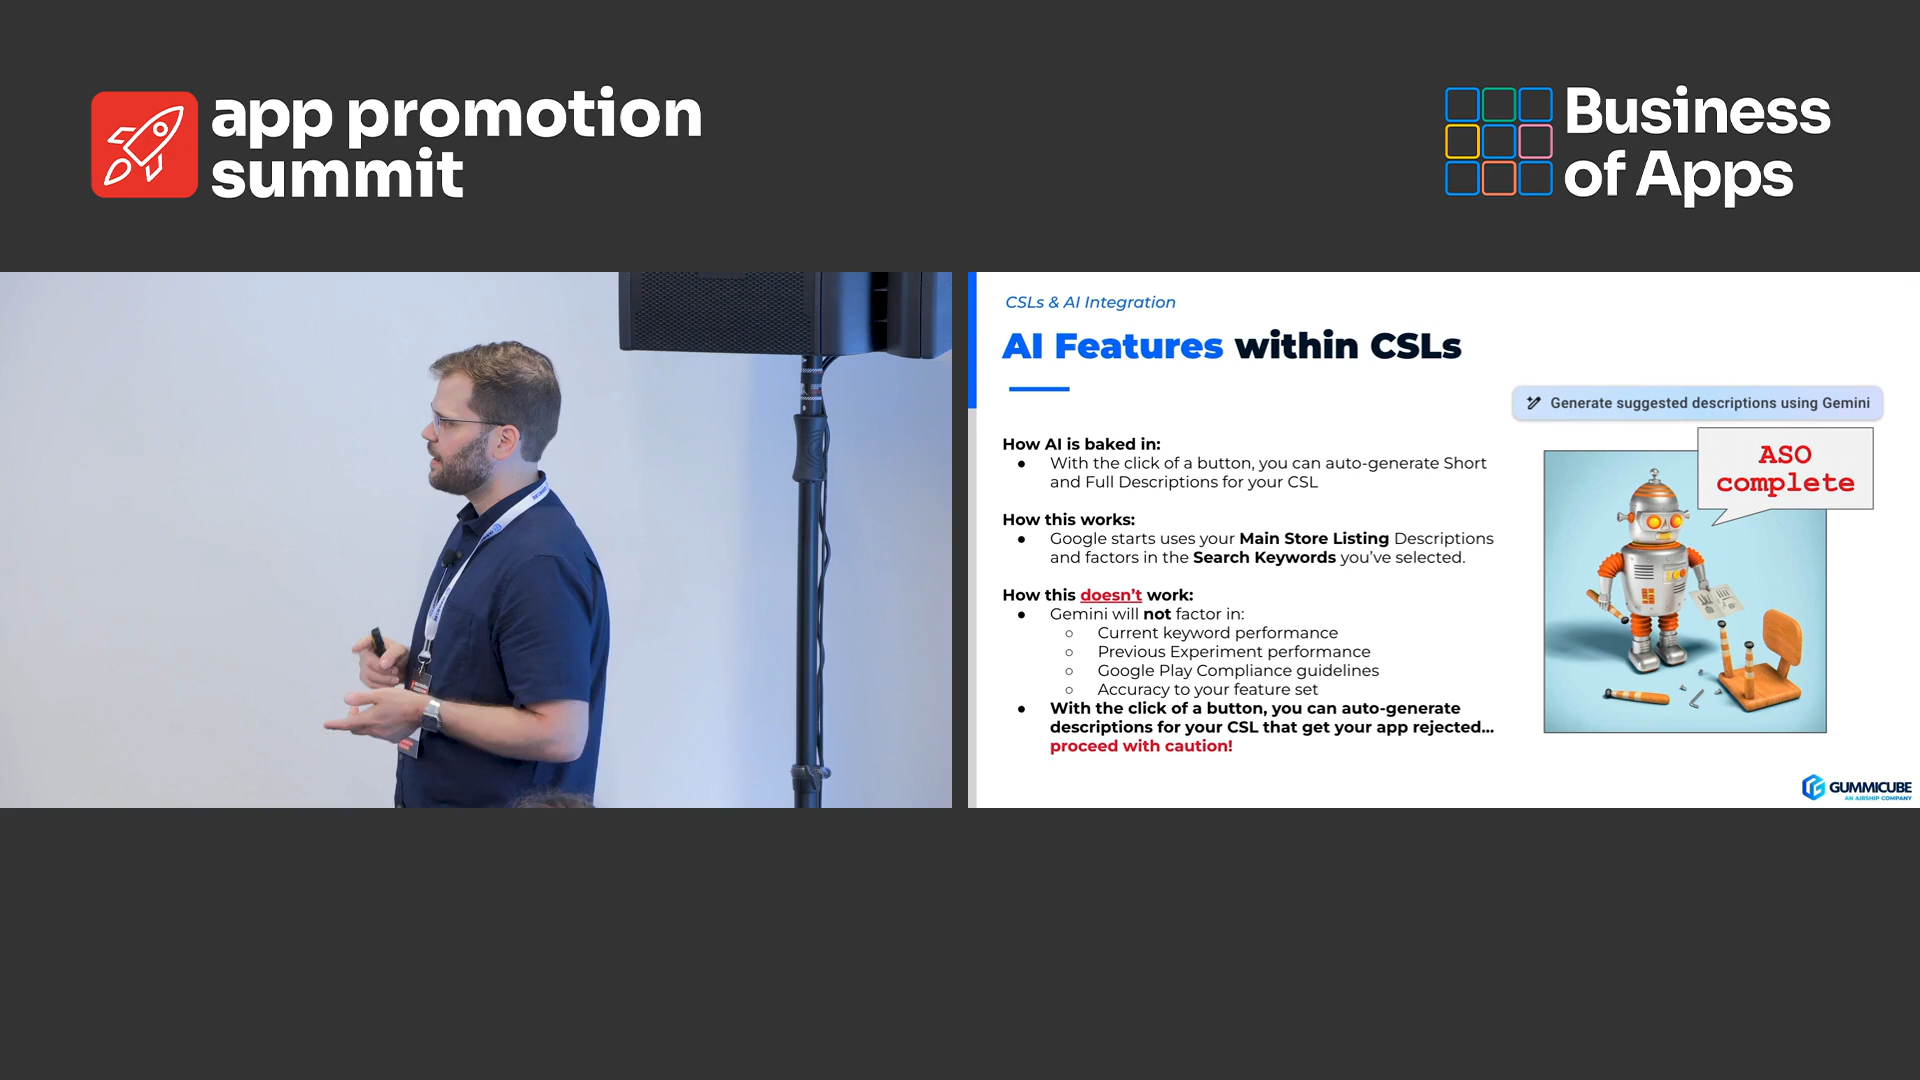 app promotion
summit
Business
of Apps
CSLs & AI Integration
AI Features within CSLs
Generate suggested descriptions using Gemini
ASO
complete
How AI is baked in:
● With the click of a button, you can auto-generate Short
and Full Descriptions for your CSL
How this works:
● Google starts uses your Main Store Listing Descriptions
and factors in the Search Keywords you've selected.
How this doesn't work:
● Gemini will not factor in:
○ Current keyword performance
○ Previous Experiment performance
○ Google Play Compliance guidelines
○ Accuracy to your feature set
● With the click of a button, you can auto-generate
descriptions for your CSL that get your app rejected...
proceed with caution!
GUMMICUBE
AN AIRSHIP COMPANY